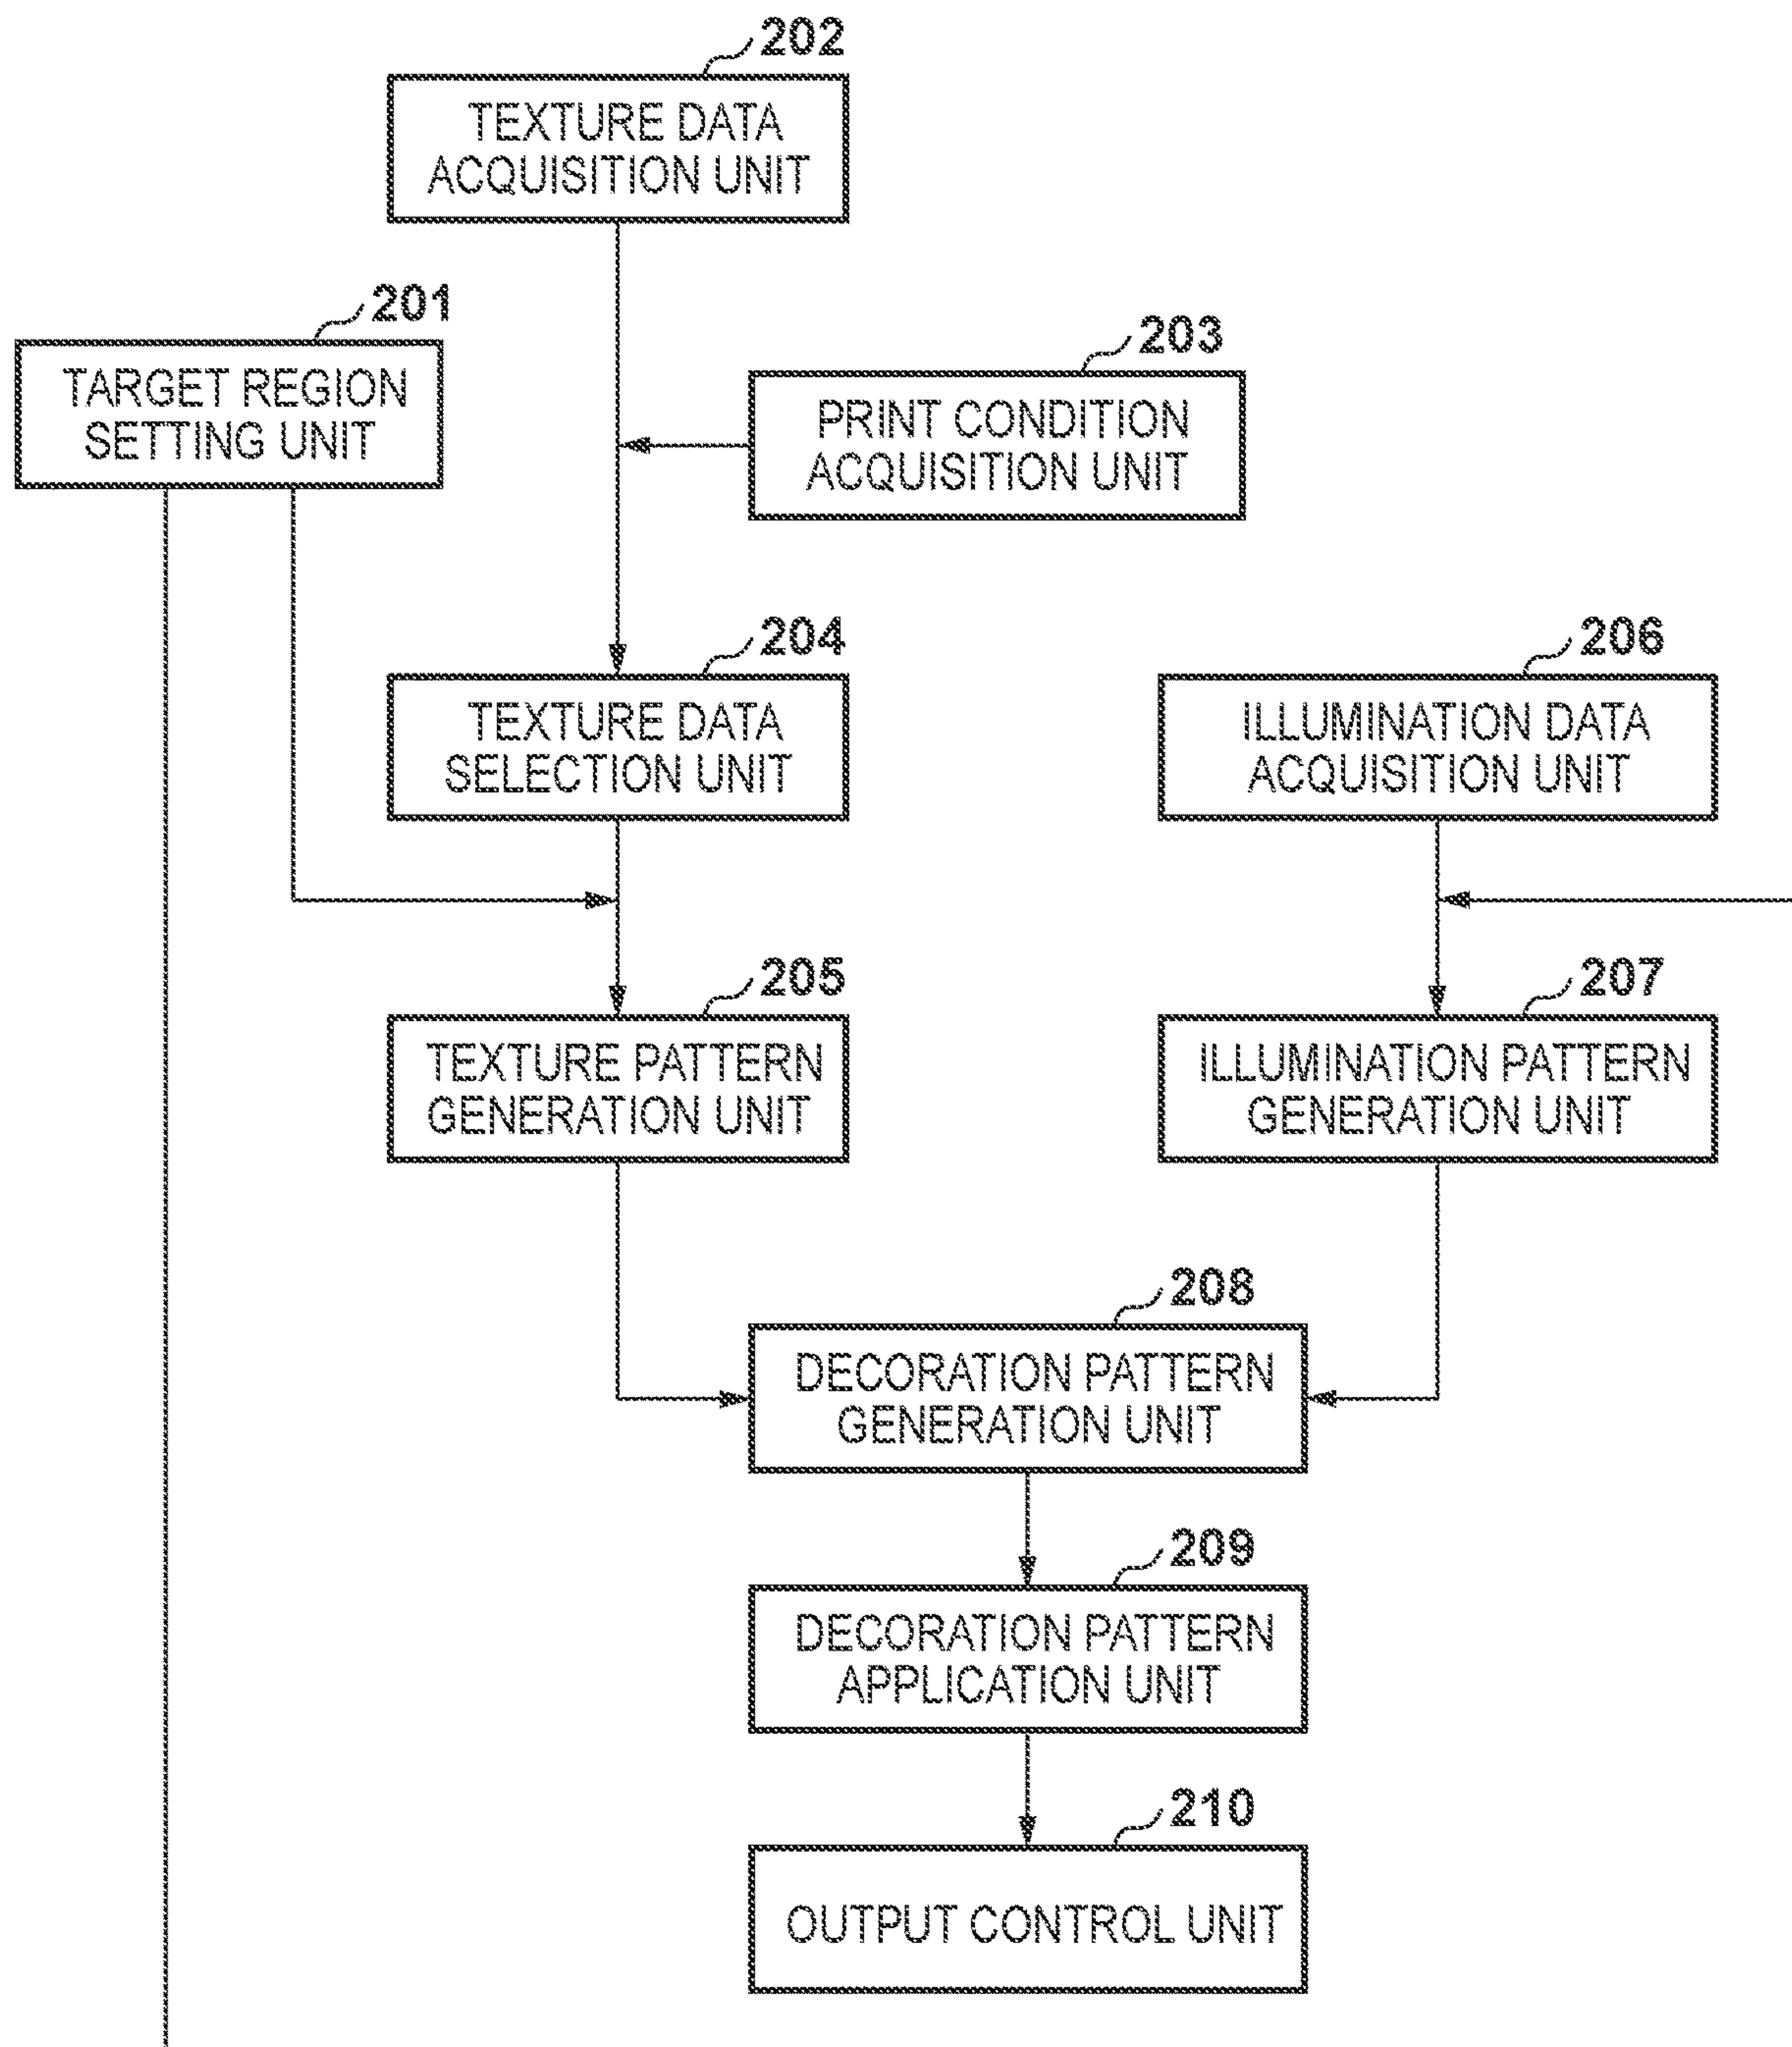 202
TEXTURE DATA
ACQUISITION UNIT
201
TARGET REGION
SETTING UNIT
203
PRINT CONDITION
ACQUISITION UNIT
204
TEXTURE DATA
SELECTION UNIT
206
ILLUMINATION DATA
ACQUISITION UNIT
205
TEXTURE PATTERN
GENERATION UNIT
207
ILLUMINATION PATTERN
GENERATION UNIT
208
DECORATION PATTERN
GENERATION UNIT
209
DECORATION PATTERN
APPLICATION UNIT
210
OUTPUT CONTROL UNIT